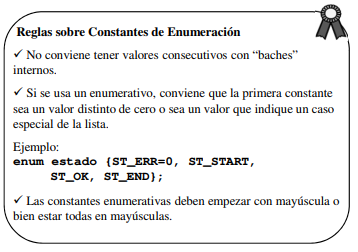 Reglas sobre Constantes de Enumeración
✓ No conviene tener valores consecutivos con “baches”
internos.
✓ Si se usa un enumerativo, conviene que la primera constante
sea un valor distinto de cero o sea un valor que indique un caso
especial de la lista.
Ejemplo:
enum estado {ST_ERR=0, ST_START,
ST_OK, ST_END};
✓ Las constantes enumerativas deben empezar con mayúscula o
bien estar todas en mayúsculas.